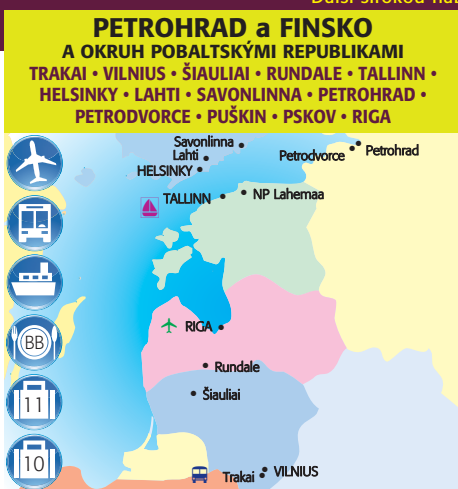 PETROHRAD a FINSKO
A OKRUH POBALTSKÝMI REPUBLIKAMI
TRAKAI • VILNIUS • ŠIAULIAI • RUNDALE • TALLINN •
HELSINKY • LAHTI • SAVONLINNA • PETROHRAD •
PETRODVORCE • PUŠKIN • PSKOV • RIGA
Savonlinna
Lahti
HELSINKY
Petrodvorce
Petrohrad
TALLINN
NP Lahemaa
RIGA
BB
Rundale
Šiauliai
11
10
Trakai
VILNIUS